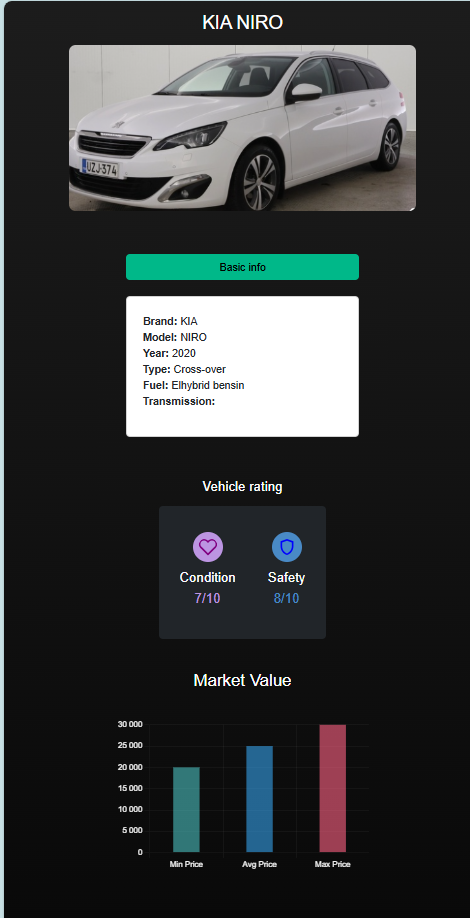 KIA NIRO
UZJ-374
Basic info
Brand: KIA
Model: NIRO
Year: 2020
Type: Cross-over
Fuel: Elhybrid bensin
Transmission:
Vehicle rating
Condition Safety
7/10 8/10
Market Value
30 000
25 000
20 000
15 000
10 000
5 000
0
Min Price Avg Price Max Price